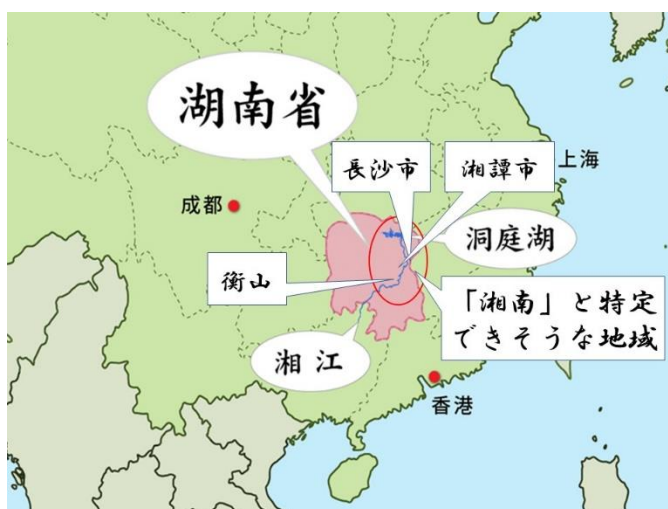 湖南省
長沙市
湘譚市
上海
成都
洞庭湖
衡山
「湘南」と特定
できそうな地域
湘江
香港